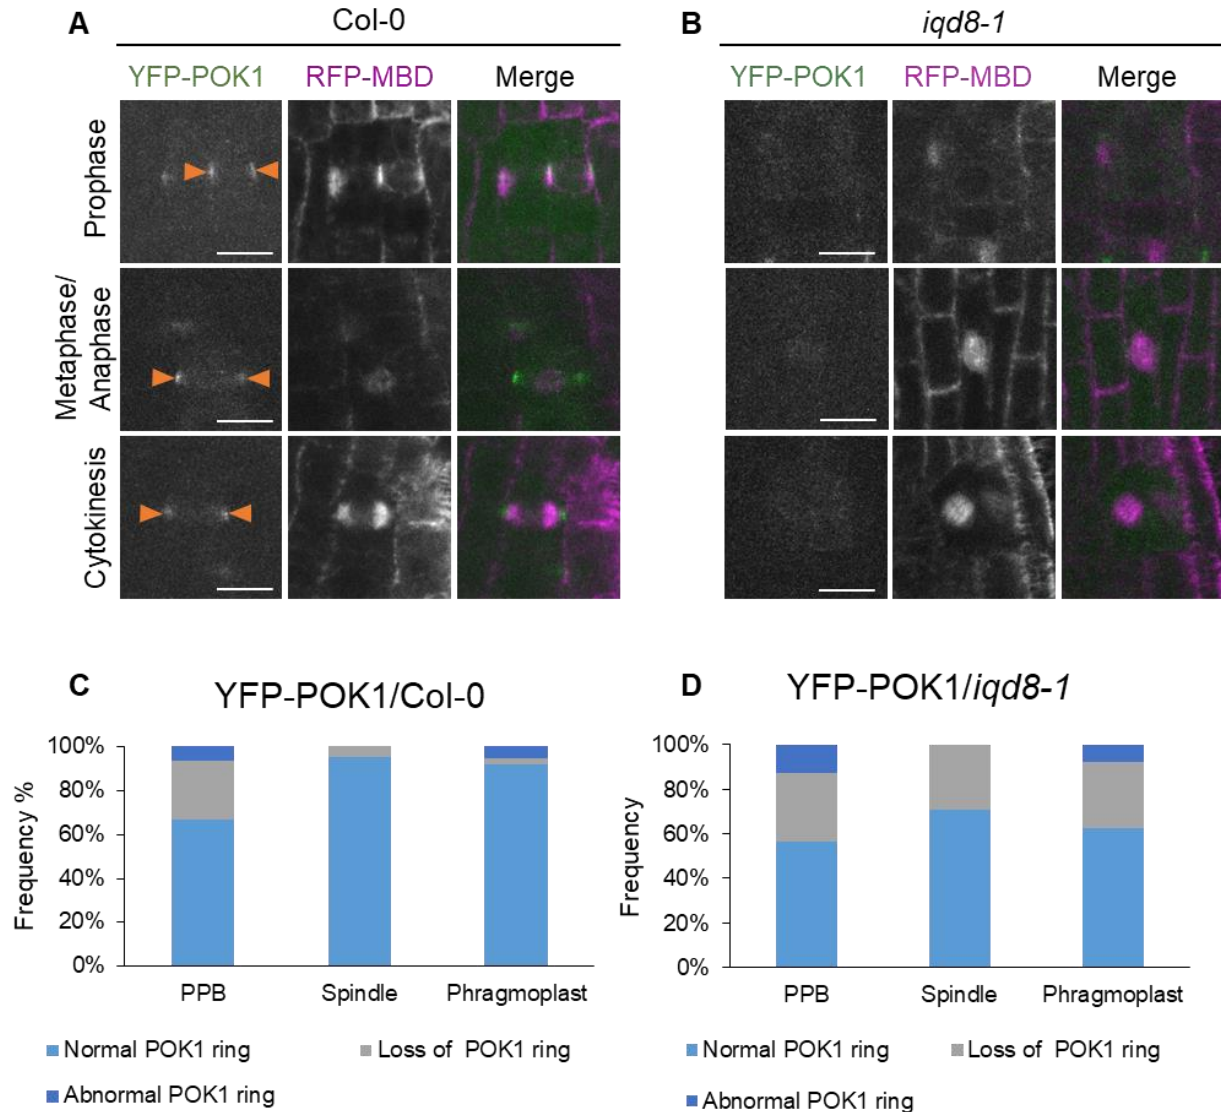 A
Col-0
B
iqd8-1
YFP-POK1
RFP-MBD
Merge
YFP-POK1
RFP-MBD
Merge
Prophase
Metaphase/
Anaphase
Cytokinesis
C
YFP-POK1/Col-0
Frequency %
100%
80%
60%
40%
20%
0%
PPB
Spindle
Phragmoplast
Normal POK1 ring
Loss of POK1 ring
Abnormal POK1 ring
D
YFP-POK1/iqd8-1
Frequency
100%
80%
60%
40%
20%
0%
PPB
Spindle
Phragmoplast
Normal POK1 ring
Loss of POK1 ring
Abnormal POK1 ring